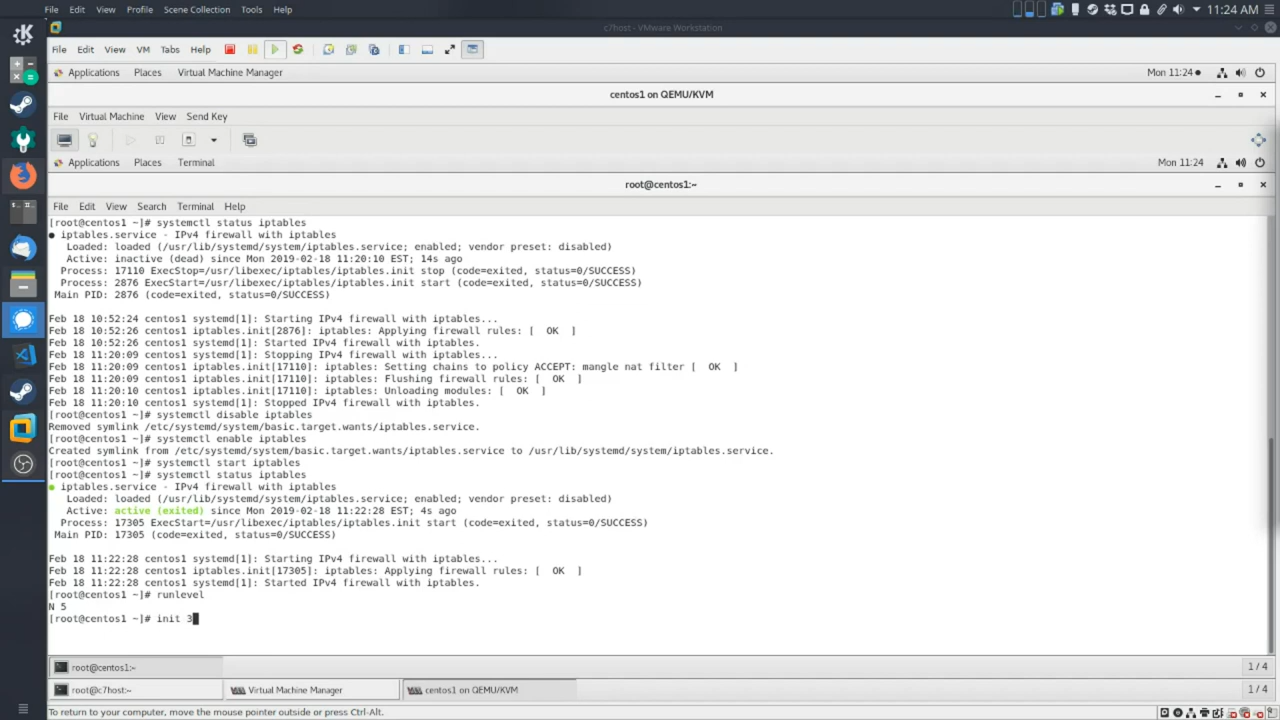 File View Mobile Profile Scene Collection Tools Help 11:24 AM
c7host - VMware Workstation
File Edit View VM Tabs Help
Applications Places Virtual Machine Manager Mon 11:24
centos1 on QEMU/KVM
File Virtual Machine View Send Key
Applications Places Terminal Mon 11:24
root@centos1:~
File Edit View Search Terminal Help
[root@centos1 ~]# systemctl status iptables
● iptables.service - IPv4 firewall with iptables
Loaded: loaded (/usr/lib/systemd/system/iptables.service; enabled; vendor preset: disabled)
Active: inactive (dead) since Mon 2019-02-18 11:20:10 EST; 14s ago
Process: 17110 ExecStop=/usr/libexec/iptables/iptables.init stop (code=exited, status=0/SUCCESS)
Process: 2876 ExecStart=/usr/libexec/iptables/iptables.init start (code=exited, status=0/SUCCESS)
Main PID: 2876 (code=exited, status=0/SUCCESS)
Feb 18 10:52:24 centos1 systemd[1]: Starting IPv4 firewall with iptables...
Feb 18 10:52:26 centos1 iptables.init[2876]: iptables: Applying firewall rules: [ OK ]
Feb 18 10:52:26 centos1 systemd[1]: Started IPv4 firewall with iptables.
Feb 18 11:20:09 centos1 systemd[1]: Stopping IPv4 firewall with iptables...
Feb 18 11:20:09 centos1 iptables.init[17110]: iptables: Setting chains to policy ACCEPT: mangle nat filter [ OK ]
Feb 18 11:20:09 centos1 iptables.init[17110]: iptables: Flushing firewall rules: [ OK ]
Feb 18 11:20:10 centos1 iptables.init[17110]: iptables: Unloading modules: [ OK ]
Feb 18 11:20:10 centos1 systemd[1]: Stopped IPv4 firewall with iptables.
[root@centos1 ~]# systemctl disable iptables
Removed symlink /etc/systemd/system/basic.target.wants/iptables.service.
[root@centos1 ~]# systemctl enable iptables
Created symlink from /etc/systemd/system/basic.target.wants/iptables.service to /usr/lib/systemd/system/iptables.service.
[root@centos1 ~]# systemctl start iptables
[root@centos1 ~]# systemctl status iptables
● iptables.service - IPv4 firewall with iptables
Loaded: loaded (/usr/lib/systemd/system/iptables.service; enabled; vendor preset: disabled)
Active: active (exited) since Mon 2019-02-18 11:22:28 EST; 4s ago
Process: 17305 ExecStart=/usr/libexec/iptables/iptables.init start (code=exited, status=0/SUCCESS)
Main PID: 17305 (code=exited, status=0/SUCCESS)
Feb 18 11:22:28 centos1 systemd[1]: Starting IPv4 firewall with iptables...
Feb 18 11:22:28 centos1 iptables.init[17305]: iptables: Applying firewall rules: [ OK ]
Feb 18 11:22:28 centos1 systemd[1]: Started IPv4 firewall with iptables.
[root@centos1 ~]# runlevel
N 5
[root@centos1 ~]# init 3
root@centos1:~ 1 / 4
root@c7host:~ Virtual Machine Manager centos1 on QEMU/KVM 1 / 4
To return to your computer, move the mouse pointer outside or press Ctrl-Alt.